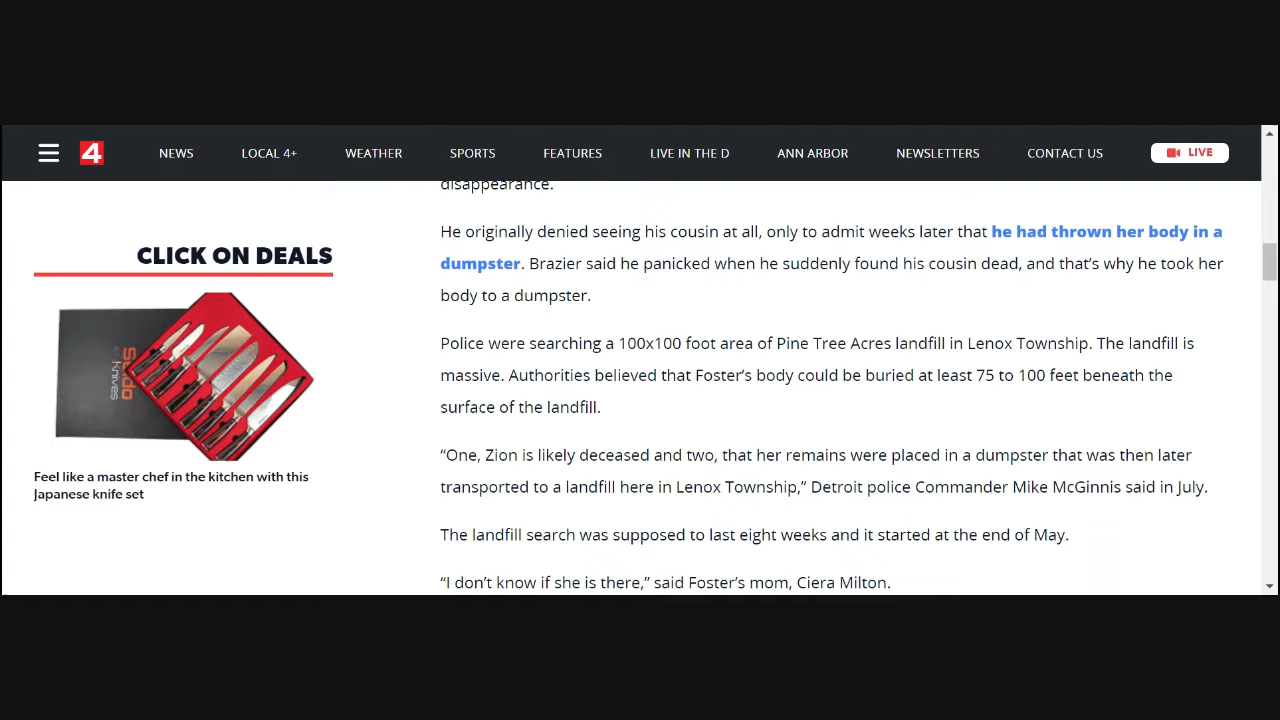 4
NEWS
LOCAL 4+
WEATHER
SPORTS
FEATURES
LIVE IN THE D
ANN ARBOR
NEWSLETTERS
CONTACT US
LIVE
disappearance.
He originally denied seeing his cousin at all, only to admit weeks later that he had thrown her body in a
dumpster. Brazier said he panicked when he suddenly found his cousin dead, and that’s why he took her
body to a dumpster.
Police were searching a 100x100 foot area of Pine Tree Acres landfill in Lenox Township. The landfill is
massive. Authorities believed that Foster’s body could be buried at least 75 to 100 feet beneath the
surface of the landfill.
“One, Zion is likely deceased and two, that her remains were placed in a dumpster that was then later
transported to a landfill here in Lenox Township,” Detroit police Commander Mike McGinnis said in July.
The landfill search was supposed to last eight weeks and it started at the end of May.
“I don’t know if she is there,” said Foster’s mom, Ciera Milton.
CLICK ON DEALS
Feel like a master chef in the kitchen with this
Japanese knife set